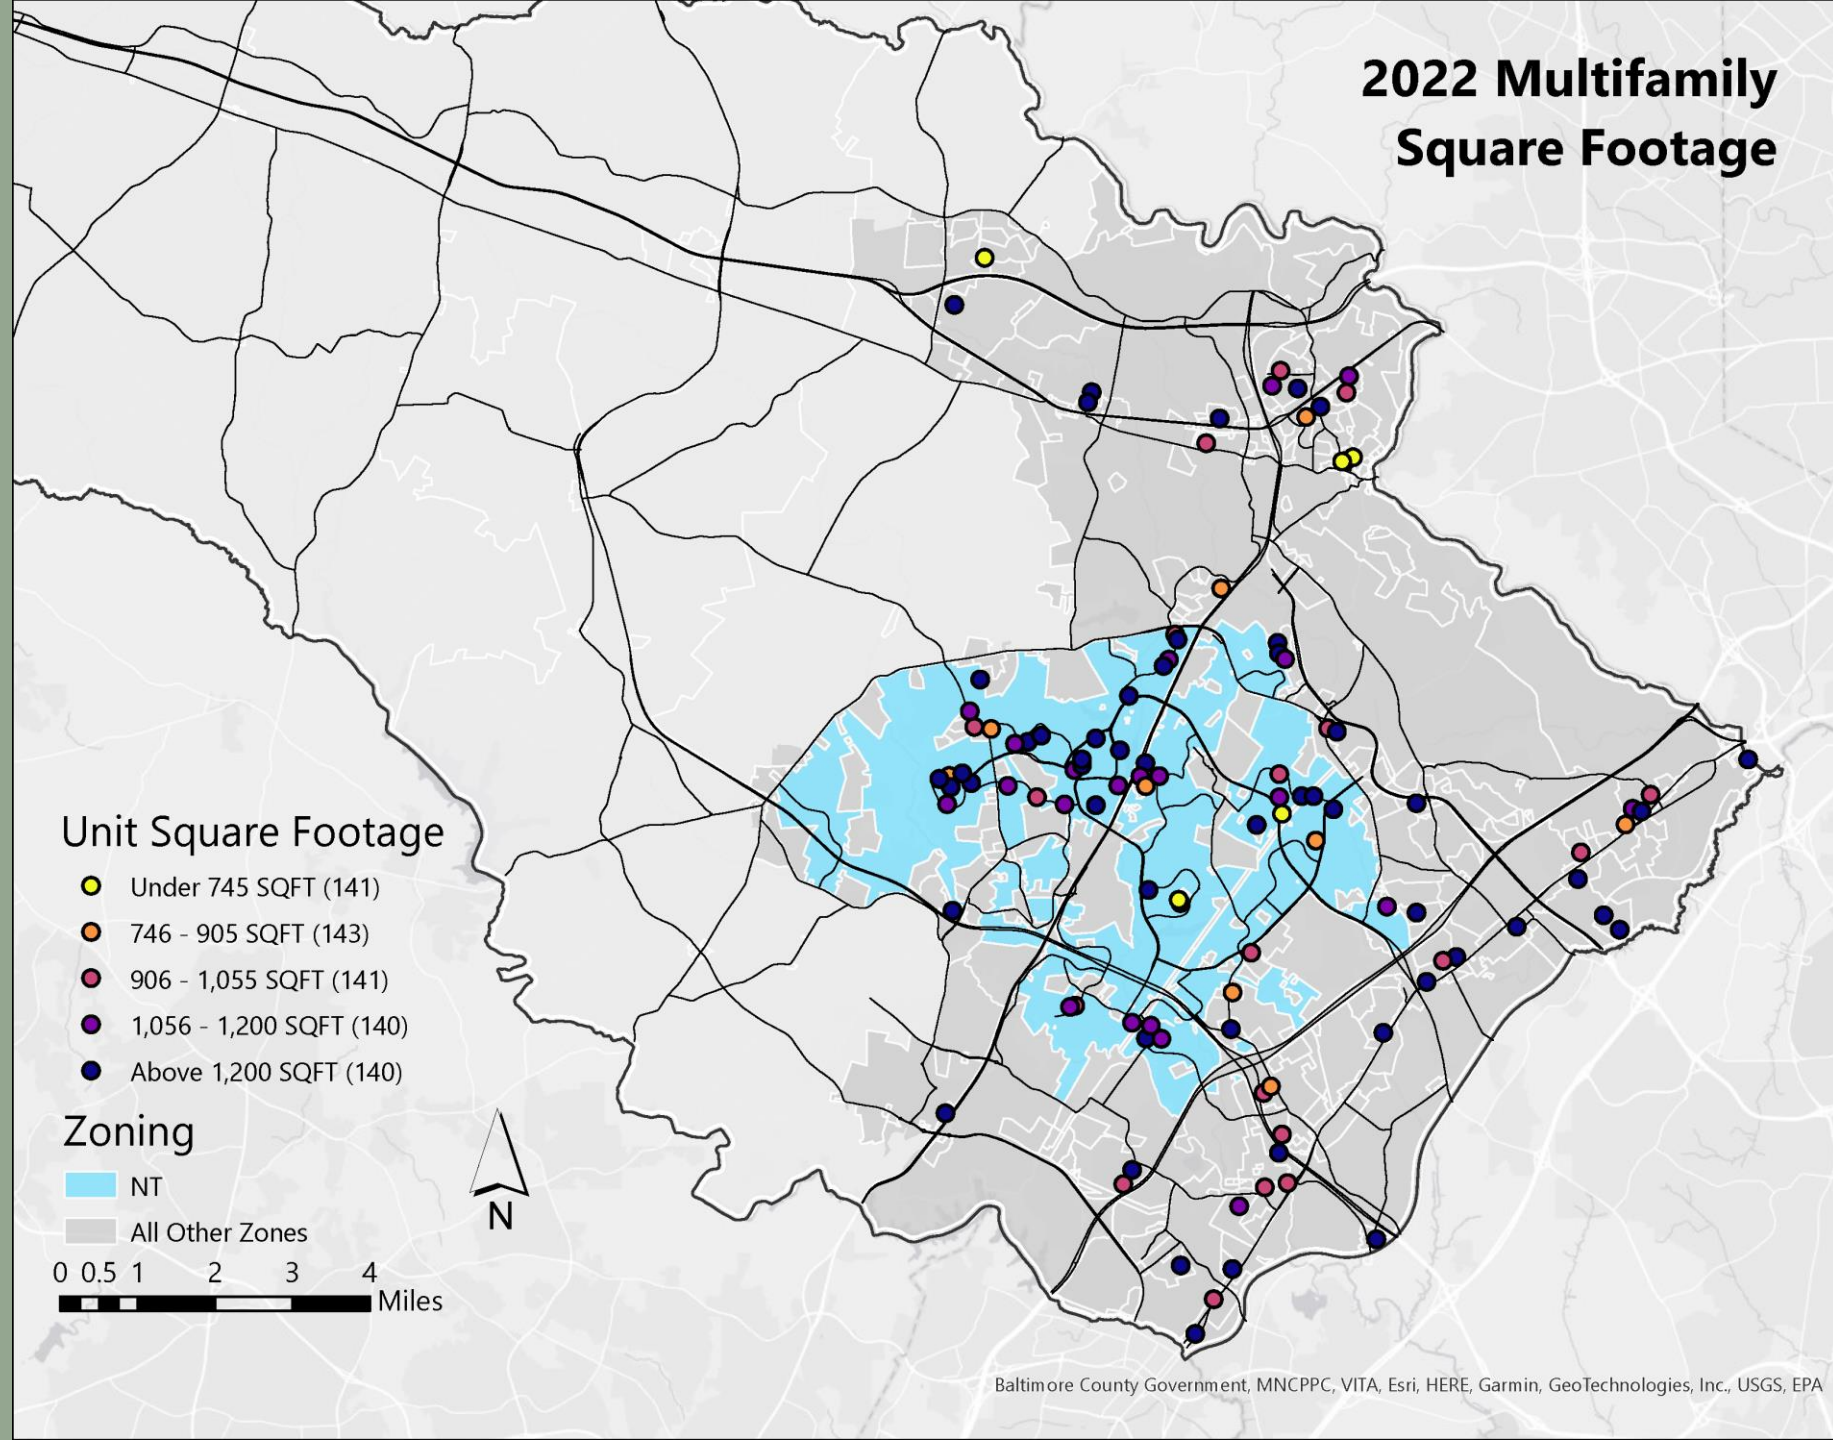 2022 Multifamily
Square Footage
Unit Square Footage
Under 745 SQFT (141)
746 - 905 SQFT (143)
906 - 1,055 SQFT (141)
1,056 - 1,200 SQFT (140)
Above 1,200 SQFT (140)
Zoning
NT
All Other Zones
N
0 0.5 1 2 3 4
Miles
Baltimore County Government, MNCPPC, VITA, Esri, HERE, Garmin, GeoTechnologies, Inc., USGS, EPA